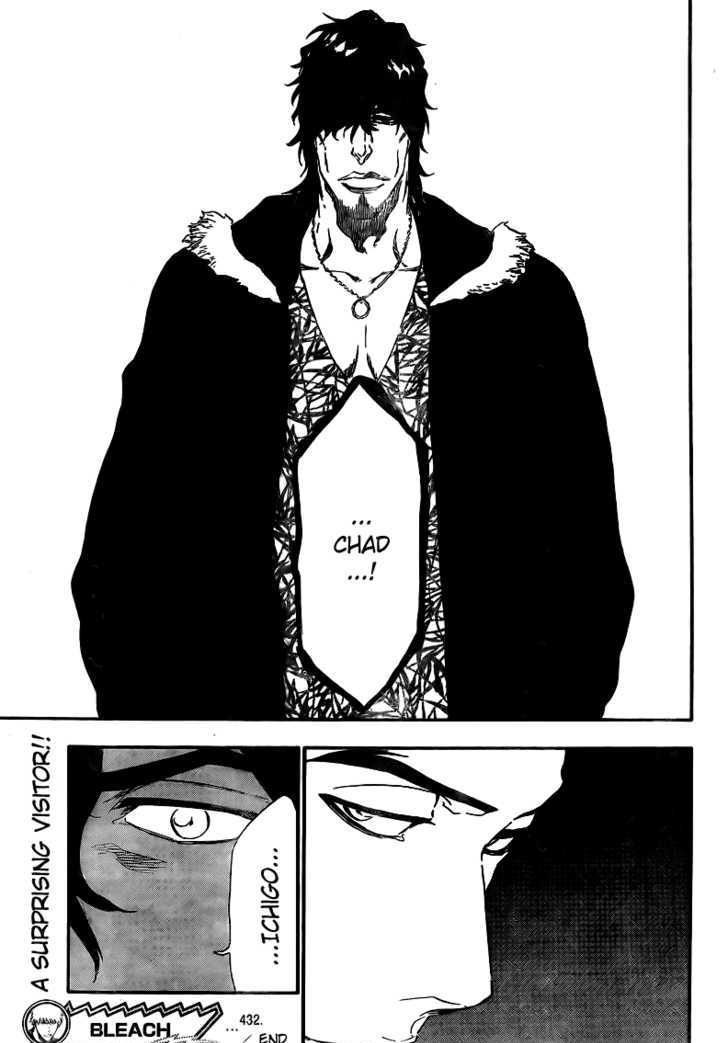 ...
CHAD
...!
A SURPRISING VISITOR!!
...ICHIGO...
BLEACH
... 432.
END